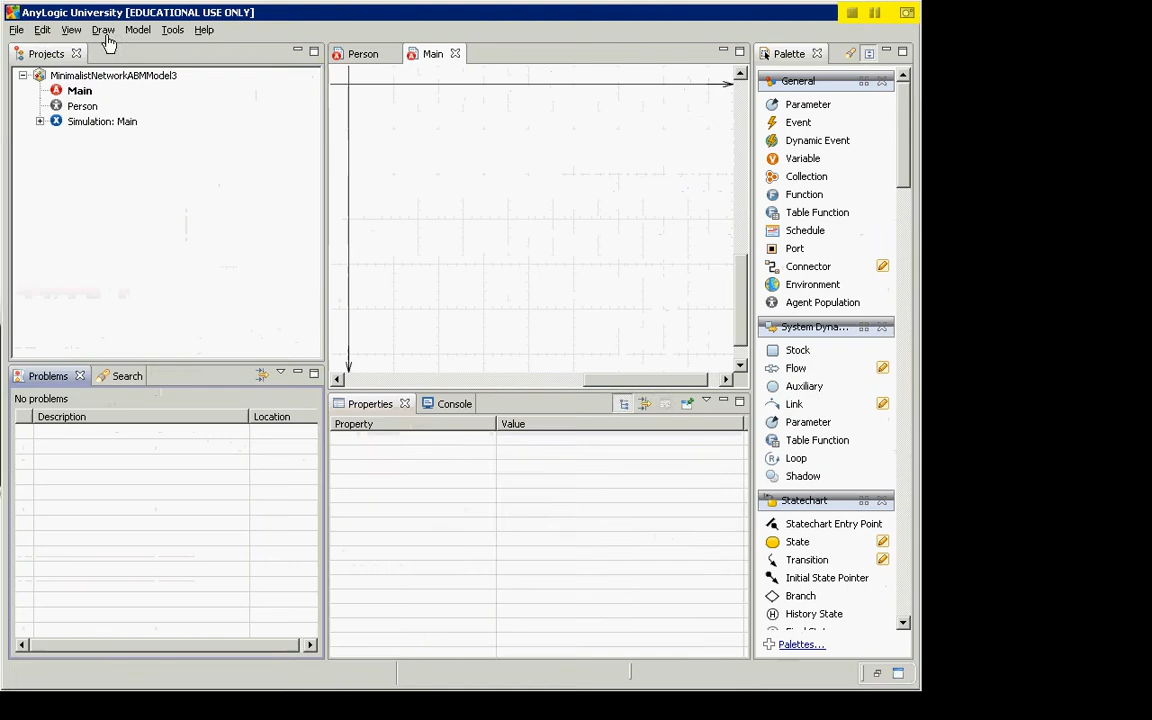 AnyLogic University [EDUCATIONAL USE ONLY]
File Edit View Draw Model Tools Help
Projects
MinimalistNetworkABMModel3
Main
Person
Simulation: Main
Problems Search
No problems
Description Location
Person Main
Properties Console
Property Value
Palette
General
Parameter
Event
Dynamic Event
Variable
Collection
Function
Table Function
Schedule
Port
Connector
Environment
Agent Population
System Dyna...
Stock
Flow
Auxiliary
Link
Parameter
Table Function
Loop
Shadow
Statechart
Statechart Entry Point
State
Transition
Initial State Pointer
Branch
History State
Palettes...